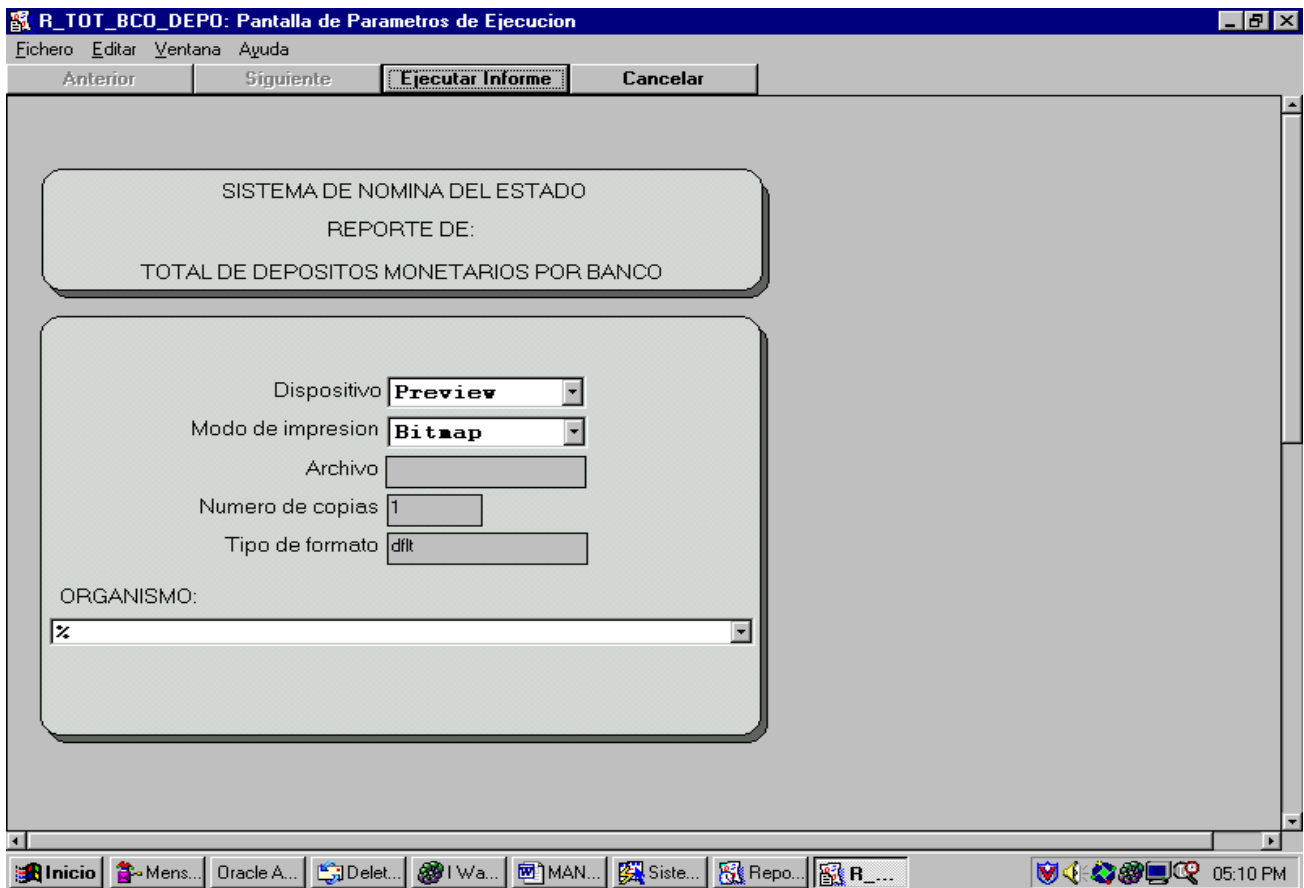 R_TOT_BCO_DEPO: Pantalla de Parametros de Ejecucion
Fichero Editar Ventana Ayuda
Anterior Siguiente Ejecutar Informe Cancelar
SISTEMA DE NOMINA DEL ESTADO
REPORTE DE:
TOTAL DE DEPOSITOS MONETARIOS POR BANCO
Dispositivo Preview
Modo de impresion Bitmap
Archivo
Numero de copias 1
Tipo de formato dflt
ORGANISMO:
%
Inicio Mens... Oracle A... Delet... I Wa... MAN... Siste... Repo... R_... 05:10 PM